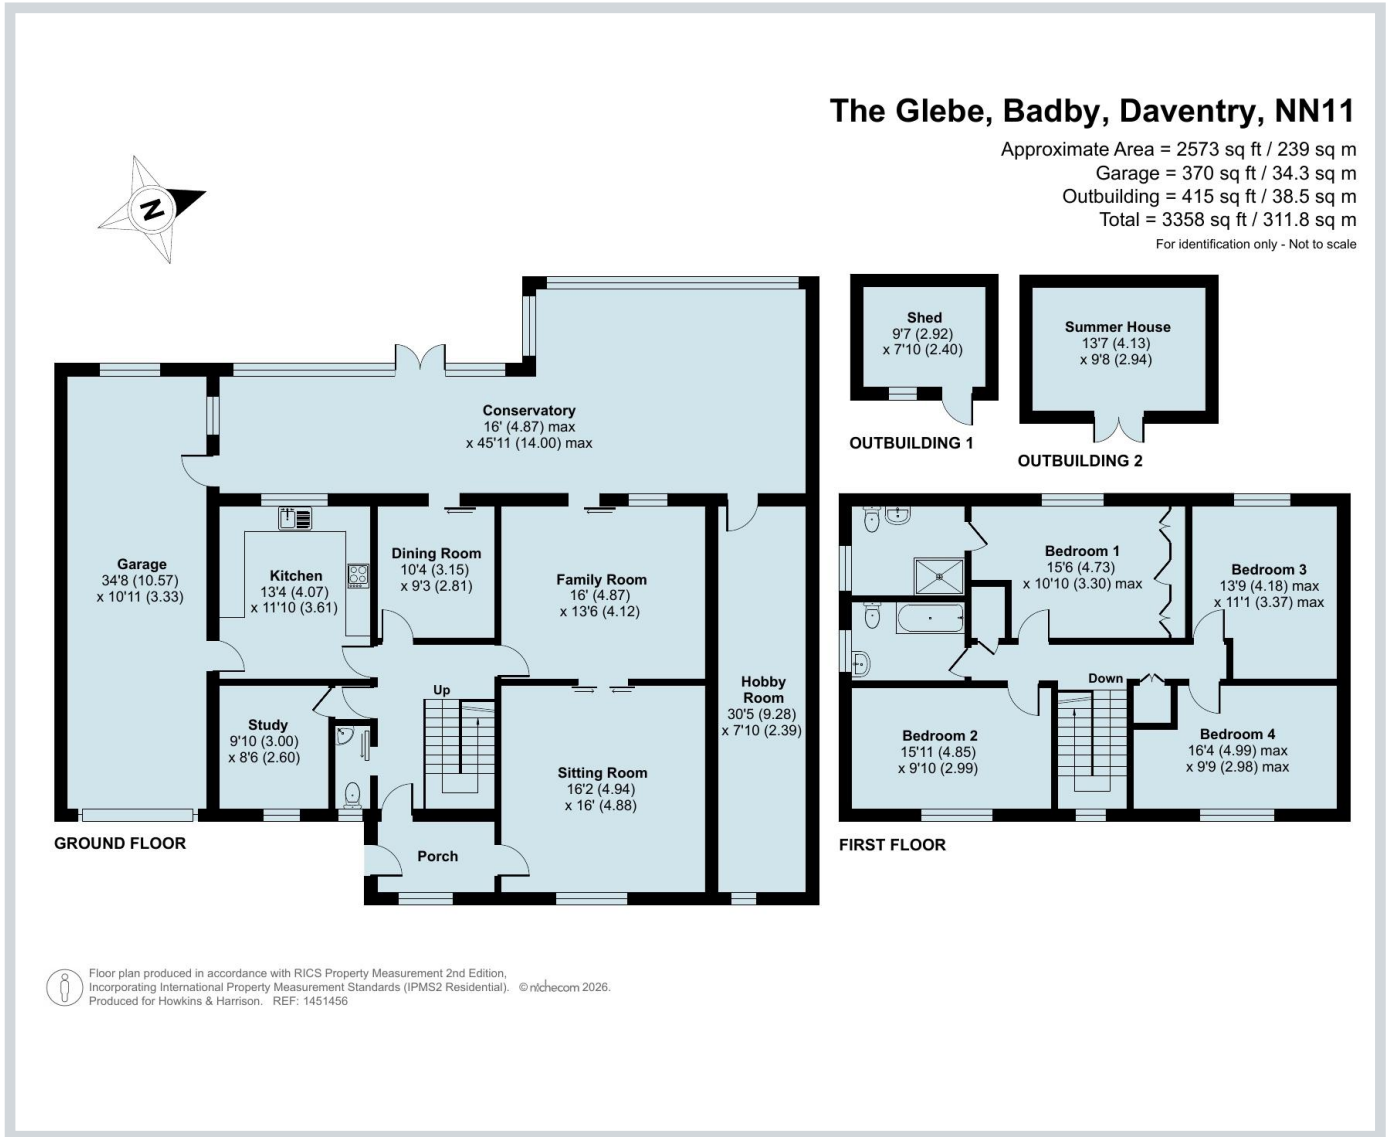 The Glebe, Badby, Daventry, NN11
Approximate Area = 2573 sq ft / 239 sq m
Garage = 370 sq ft / 34.3 sq m
Outbuilding = 415 sq ft / 38.5 sq m
Total = 3358 sq ft / 311.8 sq m
For identification only - Not to scale
N
Shed
9'7 (2.92)
x 7'10 (2.40)
OUTBUILDING 1
Summer House
13'7 (4.13)
x 9'8 (2.94)
OUTBUILDING 2
Conservatory
16' (4.87) max
x 45'11 (14.00) max
Garage
34'8 (10.57)
x 10'11 (3.33)
Kitchen
13'4 (4.07)
x 11'10 (3.61)
Dining Room
10'4 (3.15)
x 9'3 (2.81)
Family Room
16' (4.87)
x 13'6 (4.12)
Hobby
Room
30'5 (9.28)
x 7'10 (2.39)
Up
Study
9'10 (3.00)
x 8'6 (2.60)
Sitting Room
16'2 (4.94)
x 16' (4.88)
Porch
GROUND FLOOR
Bedroom 1
15'6 (4.73)
x 10'10 (3.30) max
Bedroom 3
13'9 (4.18) max
x 11'1 (3.37) max
Down
Bedroom 2
15'11 (4.85)
x 9'10 (2.99)
Bedroom 4
16'4 (4.99) max
x 9'9 (2.98) max
FIRST FLOOR
Floor plan produced in accordance with RICS Property Measurement 2nd Edition,
Incorporating International Property Measurement Standards (IPMS2 Residential). © nichecom 2026.
Produced for Howkins & Harrison. REF: 1451456